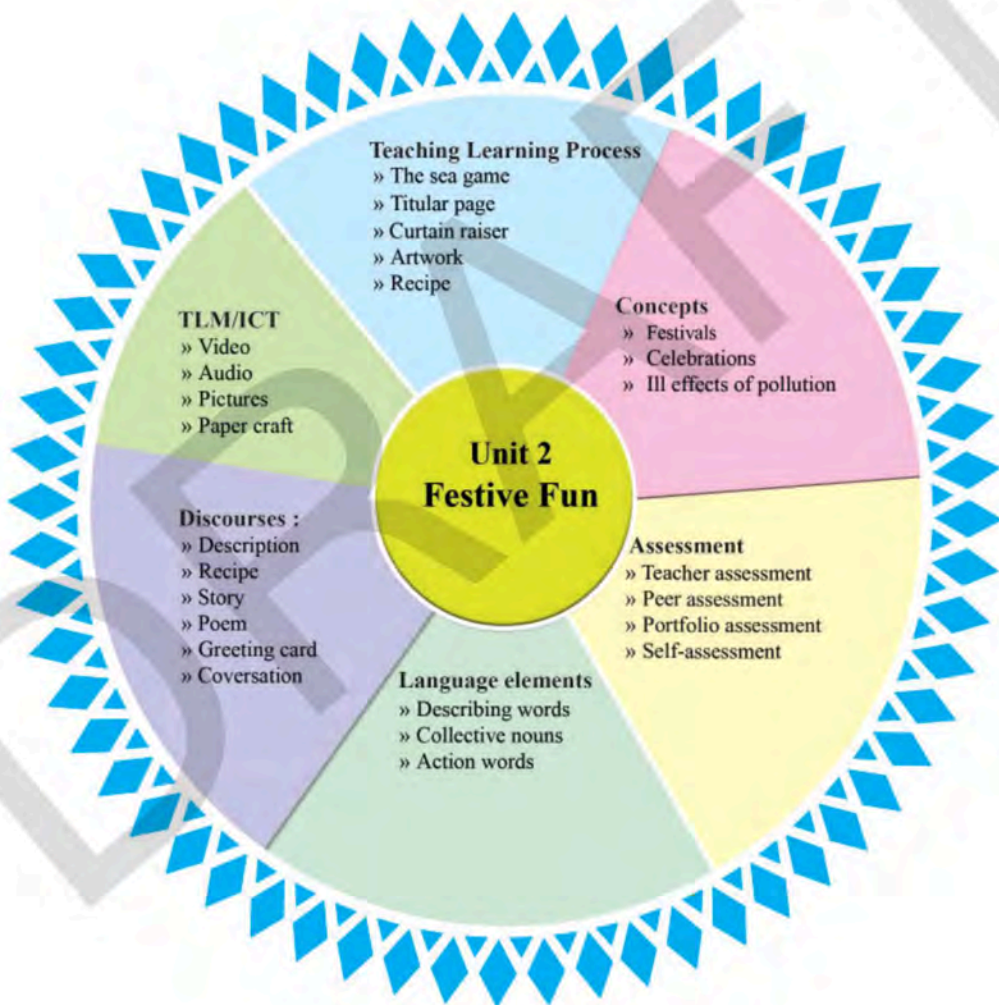 Teaching Learning Process
» The sea game
» Titular page
» Curtain raiser
» Artwork
» Recipe
Concepts
» Festivals
» Celebrations
» Ill effects of pollution
TLM/ICT
» Video
» Audio
» Pictures
» Paper craft
Unit 2
Festive Fun
Discourses :
» Description
» Recipe
» Story
» Poem
» Greeting card
» Coversation
Assessment
» Teacher assessment
» Peer assessment
» Portfolio assessment
» Self-assessment
Language elements
» Describing words
» Collective nouns
» Action words
DRAFT